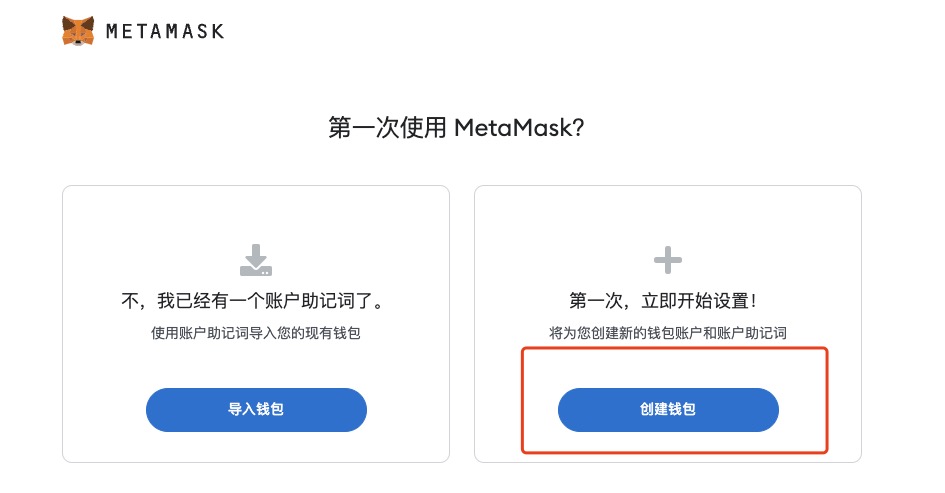 METAMASK
第一次使用 MetaMask?
不，我已经有一个账户助记词了。
使用账户助记词导入您的现有钱包
导入钱包
第一次，立即开始设置！
将为您创建新的钱包账户和账户助记词
创建钱包